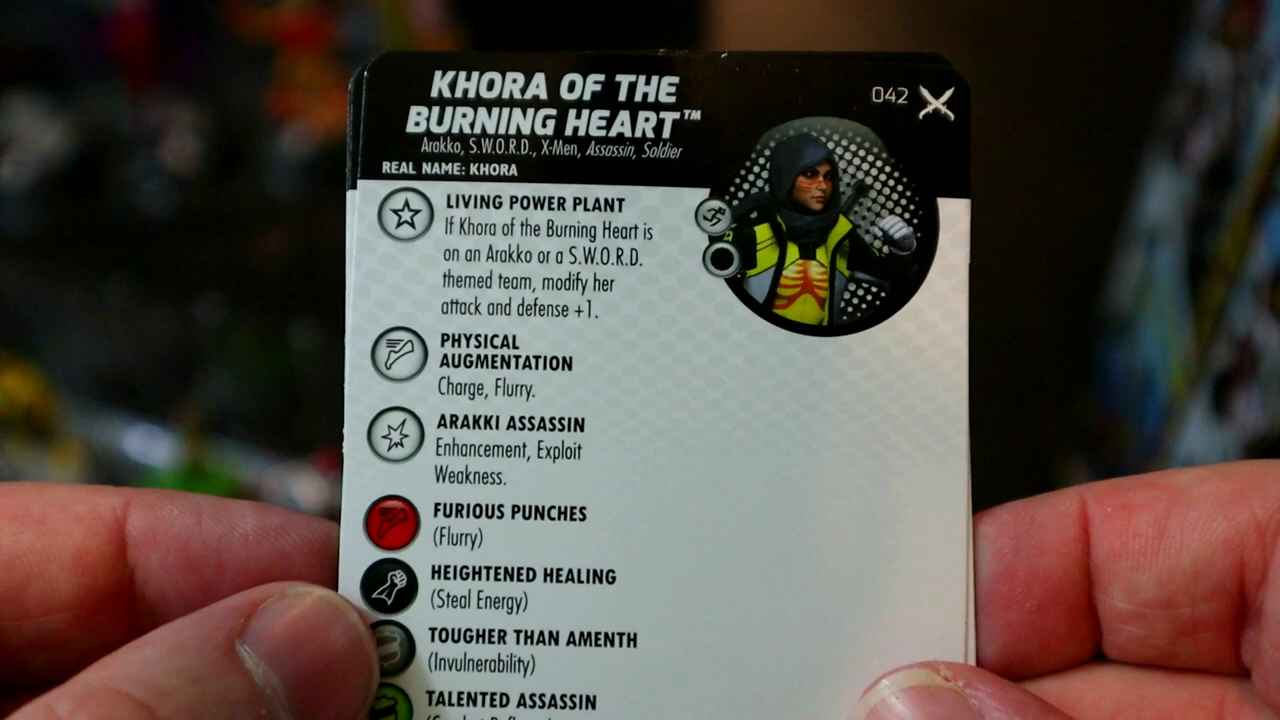 KHORA OF THE
BURNING HEART™
Arakko, S.W.O.R.D., X-Men, Assassin, Soldier
REAL NAME: KHORA
042
LIVING POWER PLANT
If Khora of the Burning Heart is
on an Arakko or a S.W.O.R.D.
themed team, modify her
attack and defense +1.
PHYSICAL
AUGMENTATION
Charge, Flurry.
ARAKKI ASSASSIN
Enhancement, Exploit
Weakness.
FURIOUS PUNCHES
(Flurry)
HEIGHTENED HEALING
(Steal Energy)
TOUGHER THAN AMENTH
(Invulnerability)
TALENTED ASSASSIN